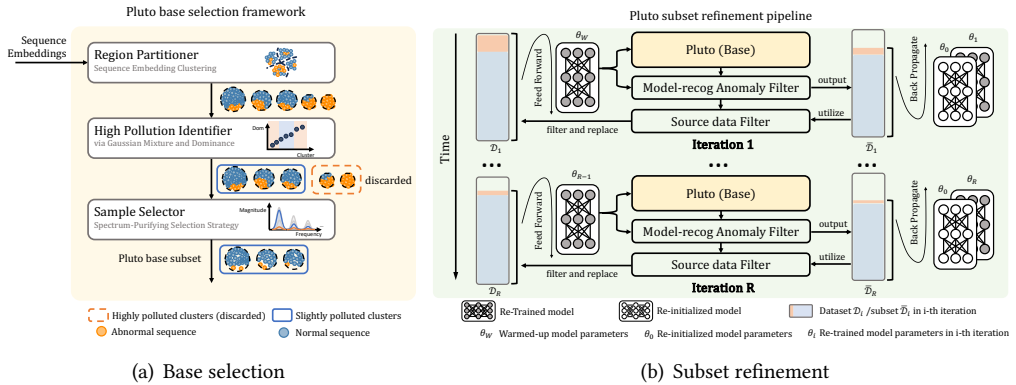 Pluto base selection framework
Sequence
Embeddings
Region Partitioner
Sequence Embedding Clustering
High Pollution Identifier
via Gaussian Mixture and Dominance
Dom
Cluster
discarded
Sample Selector
Spectrum-Purifying Selection Strategy
Magnitude
Frequency
Pluto base subset
Highly polluted clusters (discarded)
Slightly polluted clusters
Abnormal sequence
Normal sequence
(a) Base selection
Pluto subset refinement pipeline
Time
θ_W
Feed Forward
Pluto (Base)
Model-recog Anomaly Filter
Source data Filter
output
utilize
filter and replace
Iteration 1
𝒟_1
𝒟̅_1
Back Propagate
θ_0
θ_1
•••
•••
•••
θ_{R−1}
Feed Forward
Pluto (Base)
Model-recog Anomaly Filter
Source data Filter
output
utilize
filter and replace
Iteration R
𝒟_R
𝒟̅_R
Back Propagate
θ_0
θ_R
Re-Trained model
Re-initialized model
Dataset 𝒟_i /subset 𝒟̅_i in i-th iteration
θ_W Warmed-up model parameters
θ_0 Re-initialized model parameters
θ_i Re-trained model parameters in i-th iteration
(b) Subset refinement